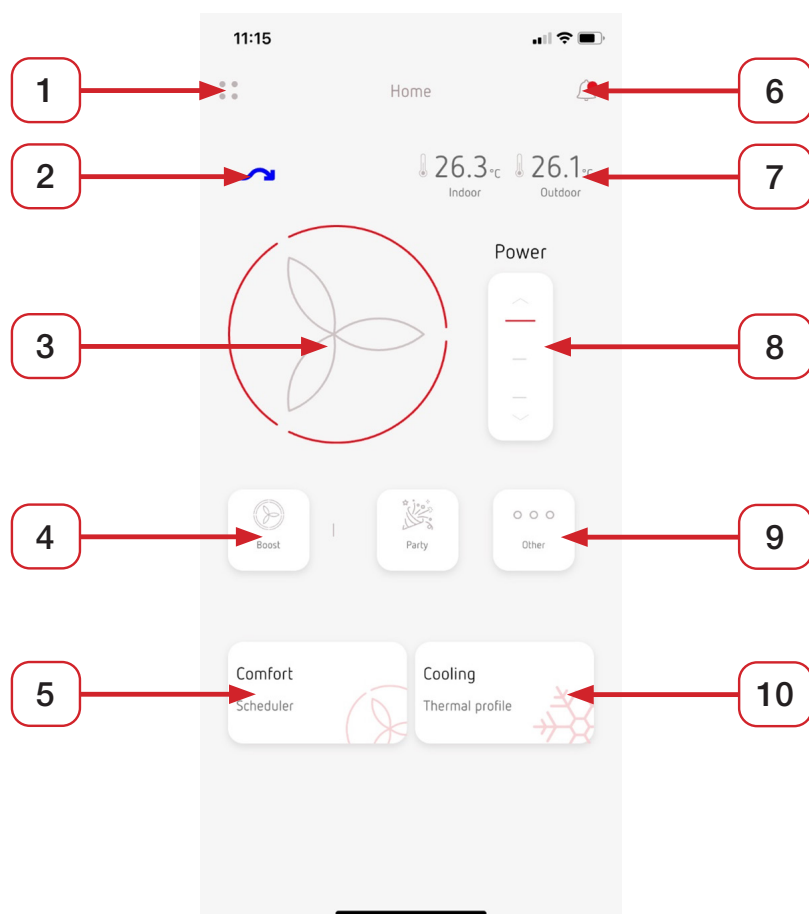 11:15
1
Home
6
2
26.3°C
26.1°C
7
Indoor
Outdoor
Power
3
8
4
Boost
Party
Other
9
Comfort
Cooling
5
Scheduler
Thermal profile
10